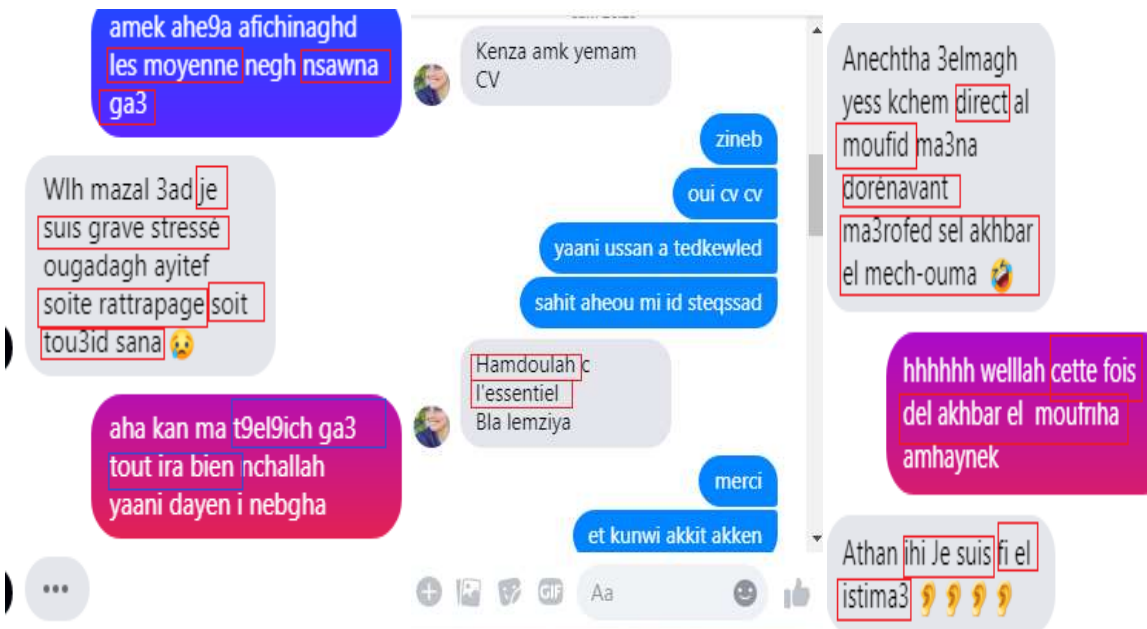 amek ahe9a afichinaghd
les moyenne negh nsawna
ga3
Wlh mazal 3ad je
suis grave stressé
ougadagh ayitef
soite rattrapage soit
tou3id sana 😥
aha kan ma t9el9ich ga3
tout ira bien nchallah
yaani dayen i nebgha
Kenza amk yemam
CV
zineb
oui cv cv
yaani ussan a tedkewled
sahit aheou mi id steqssad
Hamdoulah c
l'essentiel
Bla lemziya
merci
et kunwi akkit akken
GIF
Aa
Anechtha 3elmagh
yess kchem direct al
moufid ma3na
dorénavant
ma3rofed sel akhbar
el mech-ouma 🤣
hhhhhh welllah cette fois
del akhbar el moufriha
amhaynek
Athan ihi Je suis fi el
istima3 👂👂👂👂